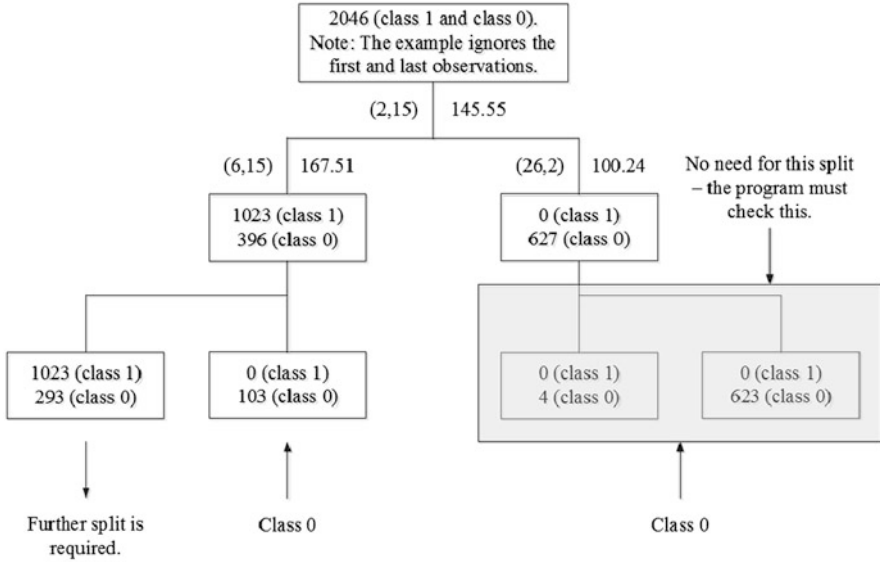 2046 (class 1 and class 0).
Note: The example ignores the
first and last observations.
(2,15) 145.55
(6,15) 167.51
(26,2) 100.24
No need for this split
– the program must
check this.
1023 (class 1)
396 (class 0)
0 (class 1)
627 (class 0)
1023 (class 1)
293 (class 0)
0 (class 1)
103 (class 0)
0 (class 1)
4 (class 0)
0 (class 1)
623 (class 0)
Further split is
required.
Class 0
Class 0